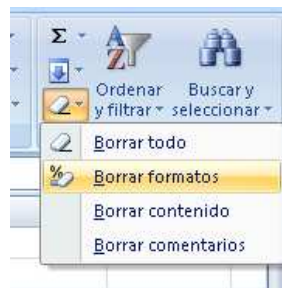 Σ
Ordenar y filtrar
Buscar y seleccionar
Borrar todo
Borrar formatos
Borrar contenido
Borrar comentarios